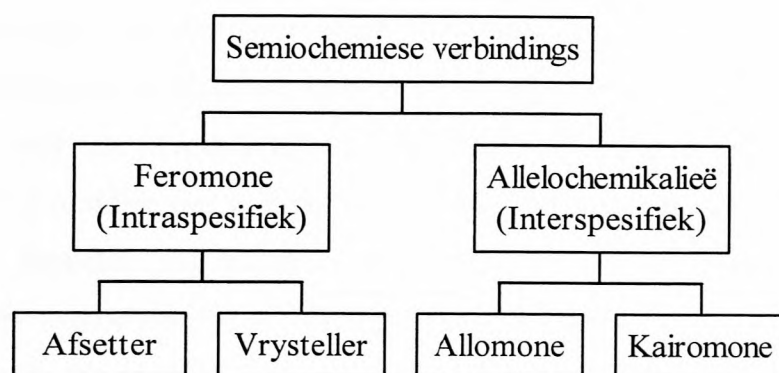 Semiochemiese verbindings
Feromone
(Intraspesifiek)
Allelochemikalieë
(Interspesifiek)
Afsetter
Vrysteller
Allomone
Kairomone